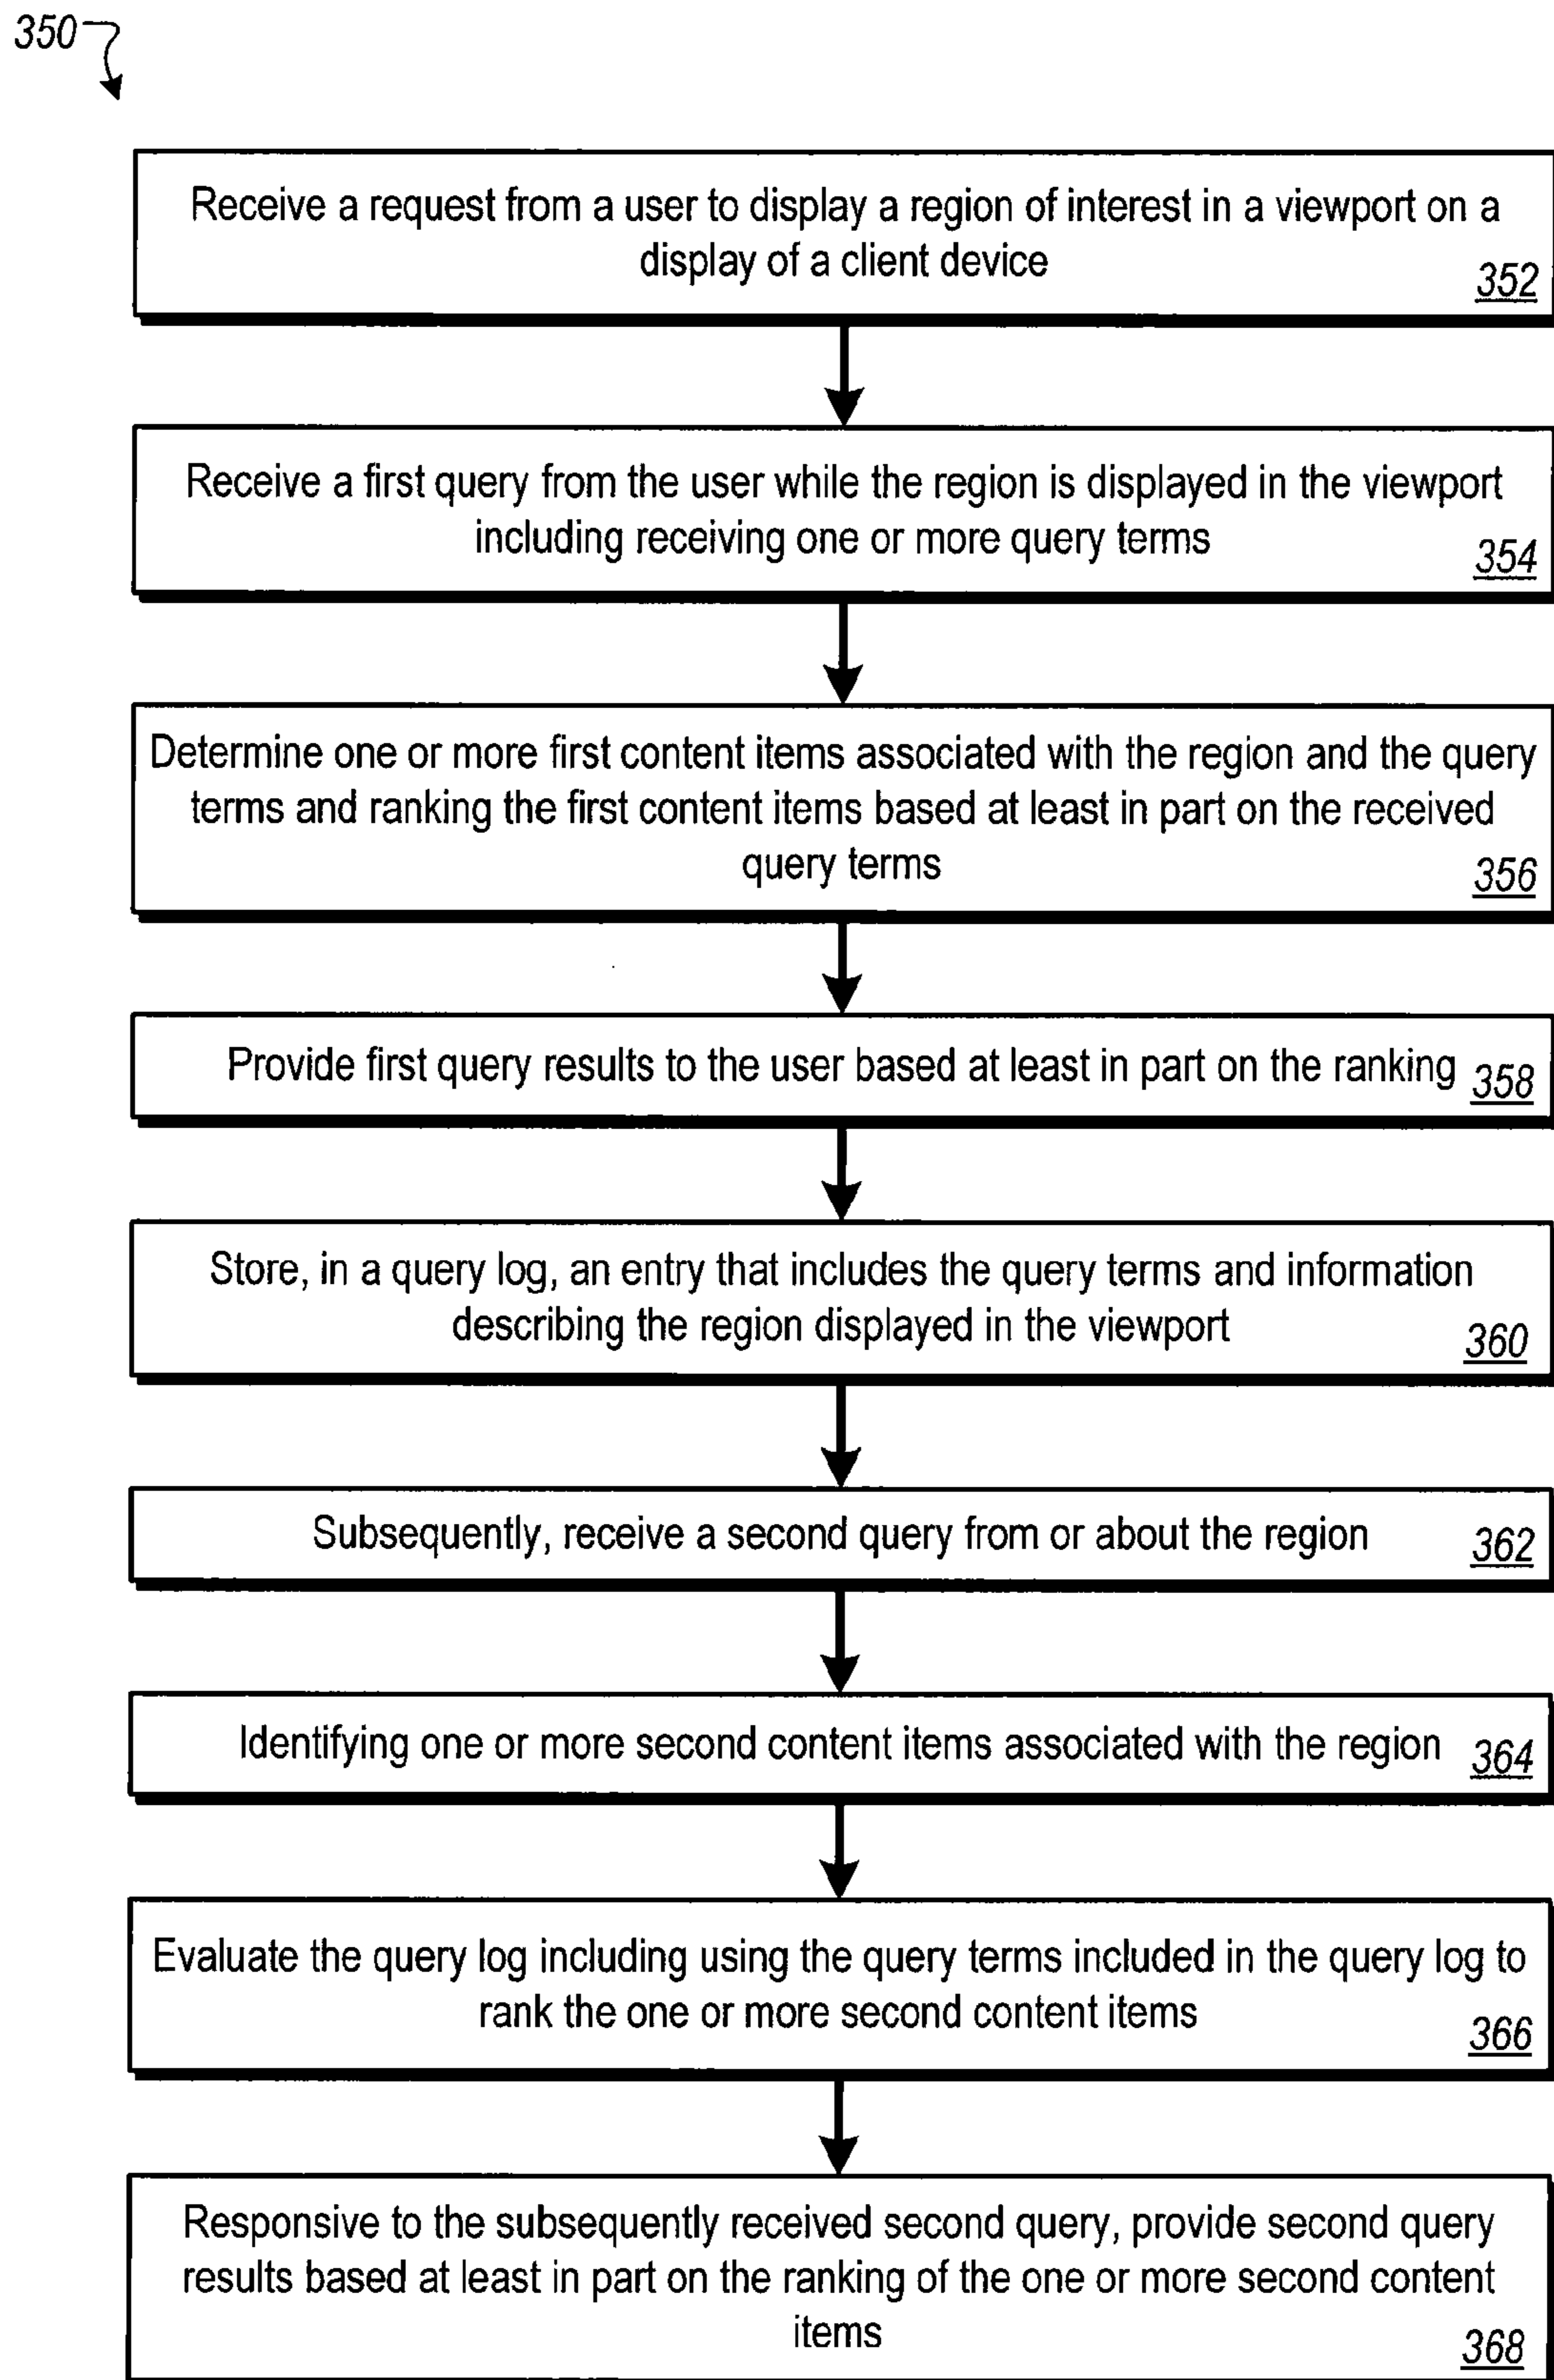 350
Receive a request from a user to display a region of interest in a viewport on a
display of a client device
352
Receive a first query from the user while the region is displayed in the viewport
including receiving one or more query terms
354
Determine one or more first content items associated with the region and the query
terms and ranking the first content items based at least in part on the received
query terms
356
Provide first query results to the user based at least in part on the ranking 358
Store, in a query log, an entry that includes the query terms and information
describing the region displayed in the viewport
360
Subsequently, receive a second query from or about the region 362
Identifying one or more second content items associated with the region 364
Evaluate the query log including using the query terms included in the query log to
rank the one or more second content items
366
Responsive to the subsequently received second query, provide second query
results based at least in part on the ranking of the one or more second content
items
368